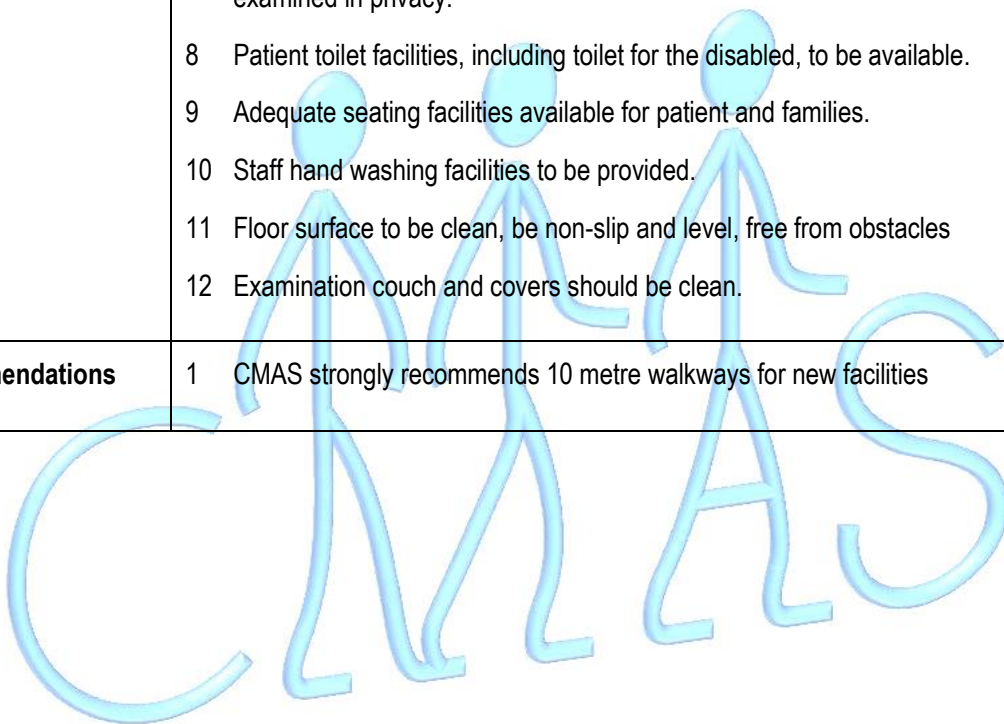 examined in privacy.
8 Patient toilet facilities, including toilet for the disabled, to be available.
9 Adequate seating facilities available for patient and families.
10 Staff hand washing facilities to be provided.
11 Floor surface to be clean, be non-slip and level, free from obstacles
12 Examination couch and covers should be clean.
endations 1 CMAS strongly recommends 10 metre walkways for new facilities
CMAS